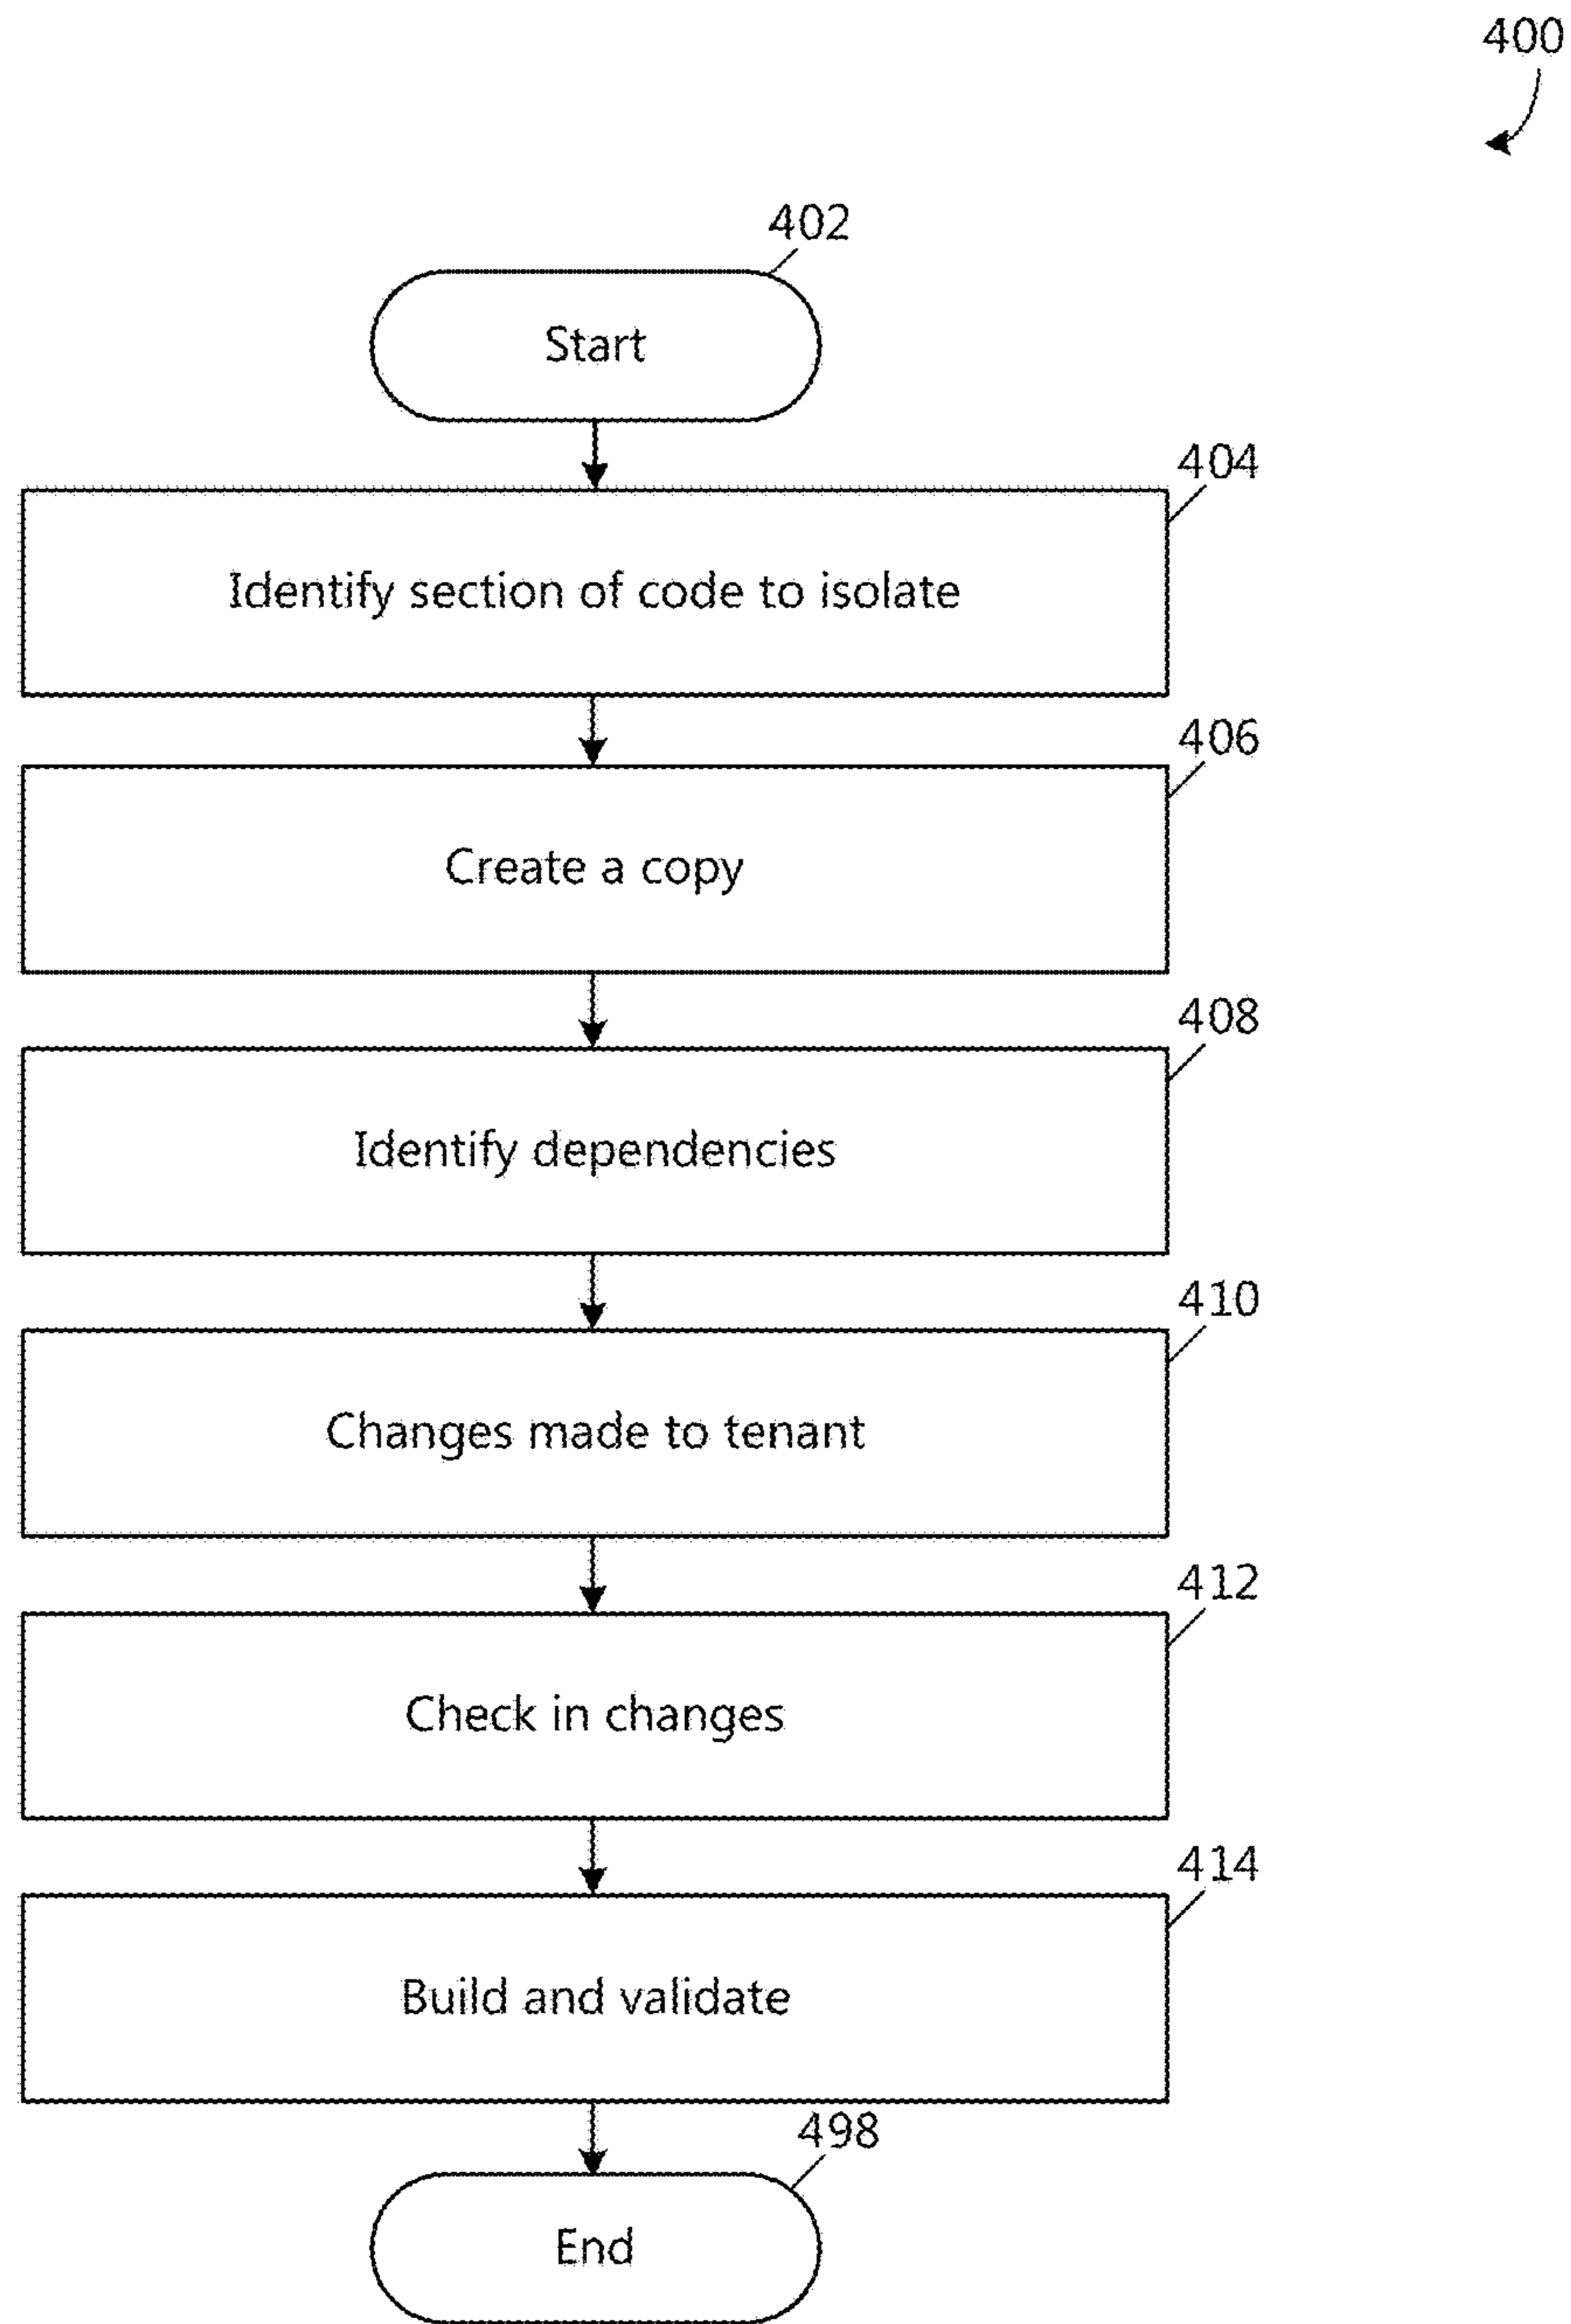 400
402
Start
404
Identify section of code to isolate
406
Create a copy
408
Identify dependencies
410
Changes made to tenant
412
Check in changes
414
Build and validate
498
End